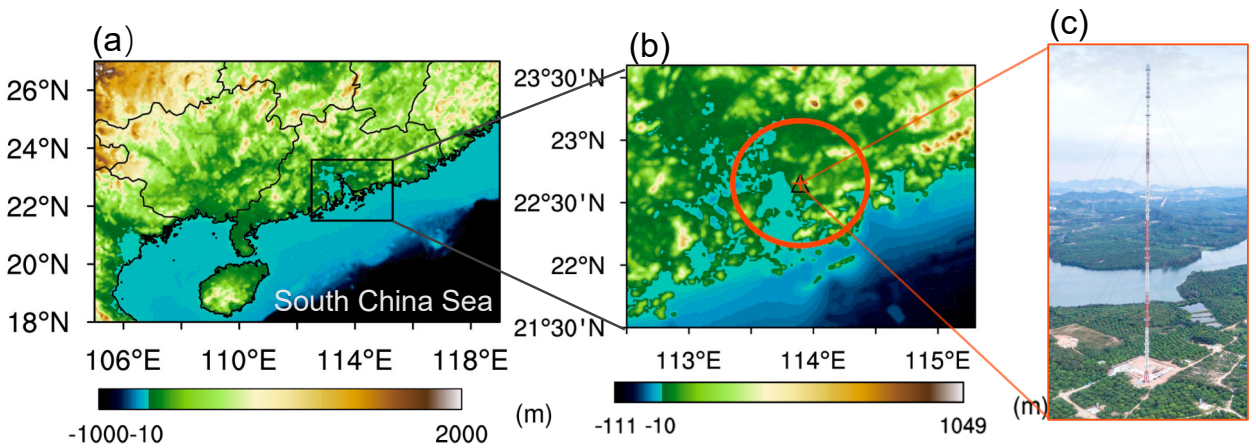 (a)
(b)
(c)
26°N
24°N
22°N
20°N
18°N
South China Sea
106°E 110°E 114°E 118°E
-1000-10 2000
(m)
23°30'N
23°N
22°30'N
22°N
21°30'N
113°E 114°E 115°E
-111 -10 1049
(m)